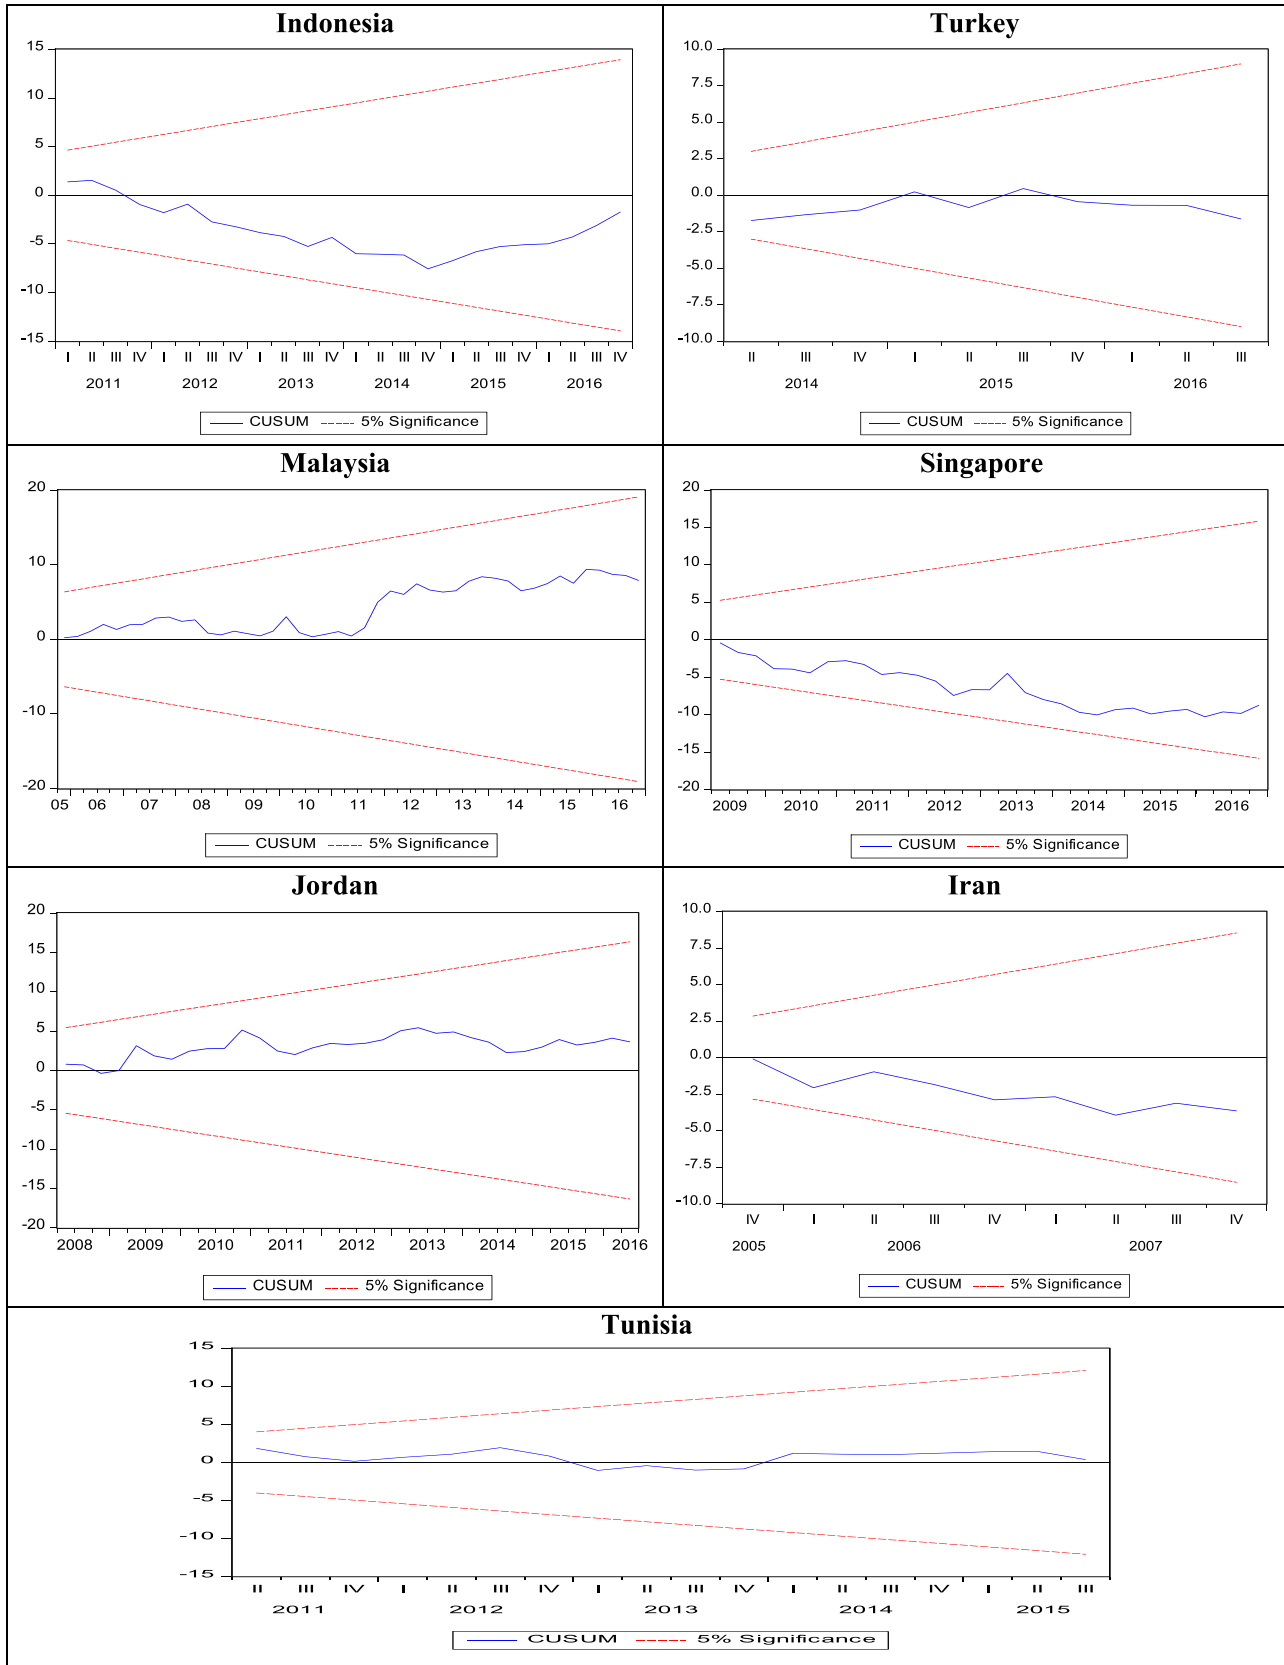 Indonesia
15
10
5
0
-5
-10
-15
I II III IV I II III IV I II III IV I II III IV I II III IV I II III IV
2011 2012 2013 2014 2015 2016
CUSUM 5% Significance
Turkey
10.0
7.5
5.0
2.5
0.0
-2.5
-5.0
-7.5
-10.0
II III IV I II III IV I II III
2014 2015 2016
CUSUM 5% Significance
Malaysia
20
10
0
-10
-20
05 06 07 08 09 10 11 12 13 14 15 16
CUSUM 5% Significance
Singapore
20
15
10
5
0
-5
-10
-15
-20
2009 2010 2011 2012 2013 2014 2015 2016
CUSUM 5% Significance
Jordan
20
15
10
5
0
-5
-10
-15
-20
2008 2009 2010 2011 2012 2013 2014 2015 2016
CUSUM 5% Significance
Iran
10.0
7.5
5.0
2.5
0.0
-2.5
-5.0
-7.5
-10.0
IV I II III IV I II III IV
2005 2006 2007
CUSUM 5% Significance
Tunisia
15
10
5
0
-5
-10
-15
II III IV I II III IV I II III IV I II III IV I II III
2011 2012 2013 2014 2015
CUSUM 5% Significance